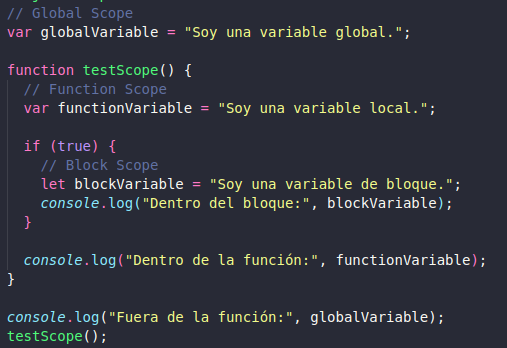 // Global Scope
var globalVariable = "Soy una variable global.";
function testScope() {
// Function Scope
var functionVariable = "Soy una variable local.";
if (true) {
// Block Scope
let blockVariable = "Soy una variable de bloque.";
console.log("Dentro del bloque:", blockVariable);
}
console.log("Dentro de la función:", functionVariable);
}
console.log("Fuera de la función:", globalVariable);
testScope();